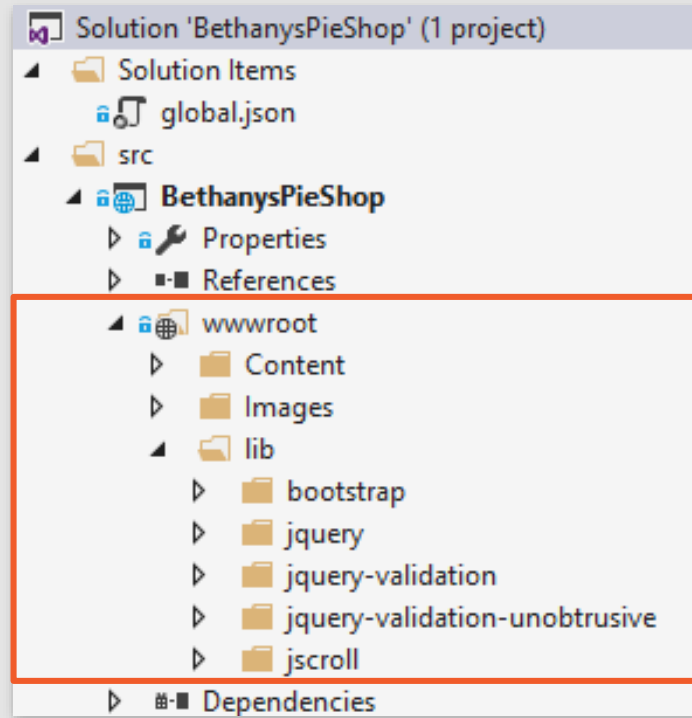 Solution 'BethanysPieShop' (1 project)
Solution Items
global.json
src
BethanysPieShop
Properties
References
wwwroot
Content
Images
lib
bootstrap
jquery
jquery-validation
jquery-validation-unobtrusive
jscroll
Dependencies